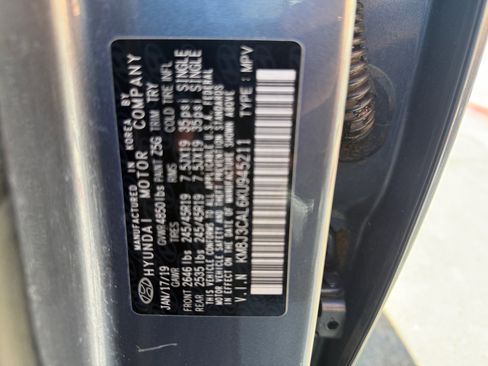 MANUFACTURED IN KOREA BY
HYUNDAI MOTOR COMPANY
JAN/17/19 GVWR 4850 lbs PAINT Z5G TRIM TRY
GAWR TIRES RIMS COLD TIRE INFL
FRONT 2646 lbs 245/45R19 7.5JX19 35psi SINGLE
REAR 2535 lbs 245/45R19 7.5JX19 35psi SINGLE
THIS VEHICLE CONFORMS TO ALL APPLICABLE U.S.A. FEDERAL
MOTOR VEHICLE SAFETY AND THEFT PREVENTION STANDARDS
IN EFFECT ON THE DATE OF MANUFACTURE SHOWN ABOVE
V.I.N : KM8J3CAL6KU945211 TYPE: MPV